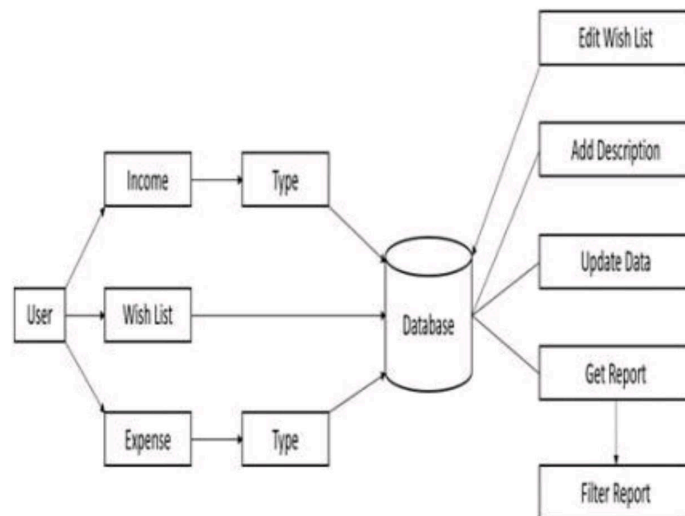 Edit Wish List
Income
Type
Add Description
User
Wish List
Database
Update Data
Expense
Type
Get Report
Filter Report